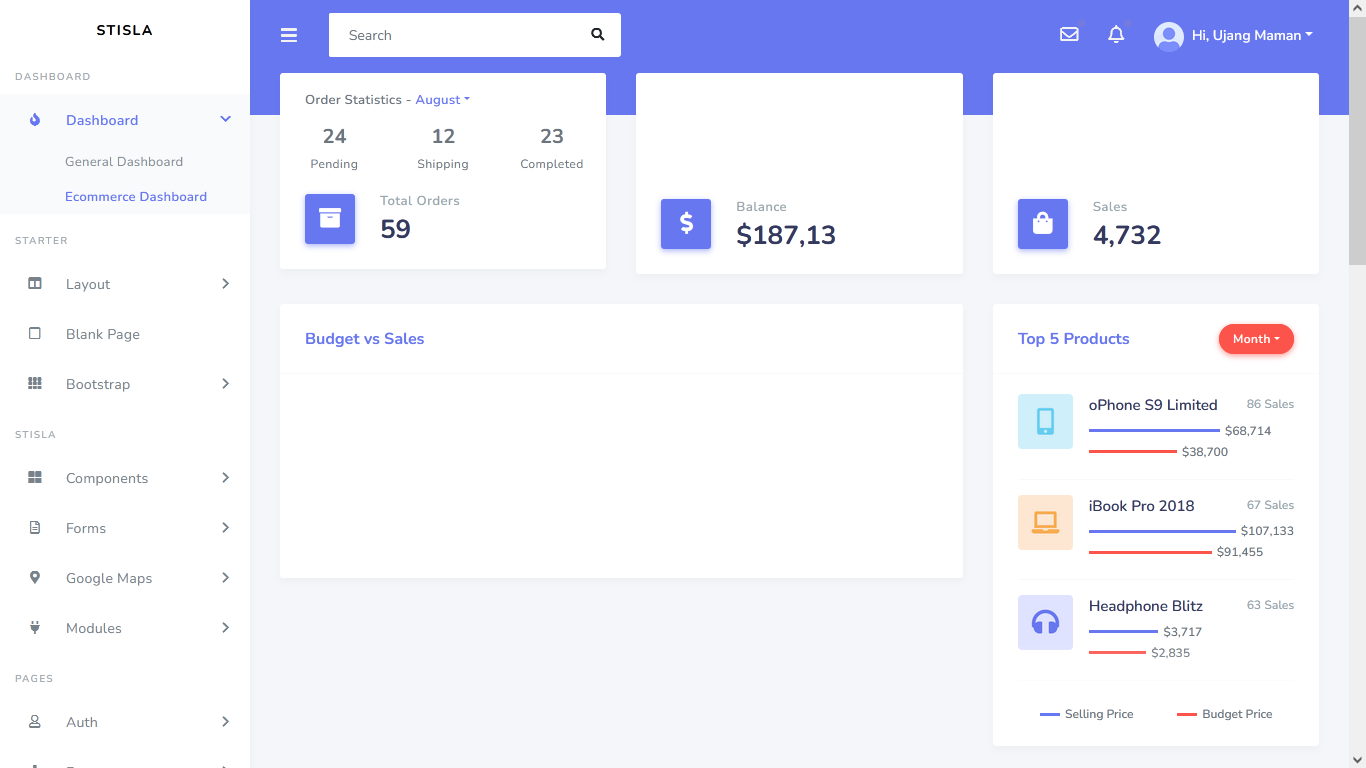 STISLA
DASHBOARD
Dashboard
General Dashboard
Ecommerce Dashboard
STARTER
Layout
Blank Page
Bootstrap
STISLA
Components
Forms
Google Maps
Modules
PAGES
Auth
Search
Hi, Ujang Maman
Order Statistics - August
24 12 23
Pending Shipping Completed
Total Orders
59
Balance
$187,13
Sales
4,732
Budget vs Sales
Top 5 Products
Month
oPhone S9 Limited 86 Sales
$68,714
$38,700
iBook Pro 2018 67 Sales
$107,133
$91,455
Headphone Blitz 63 Sales
$3,717
$2,835
Selling Price Budget Price